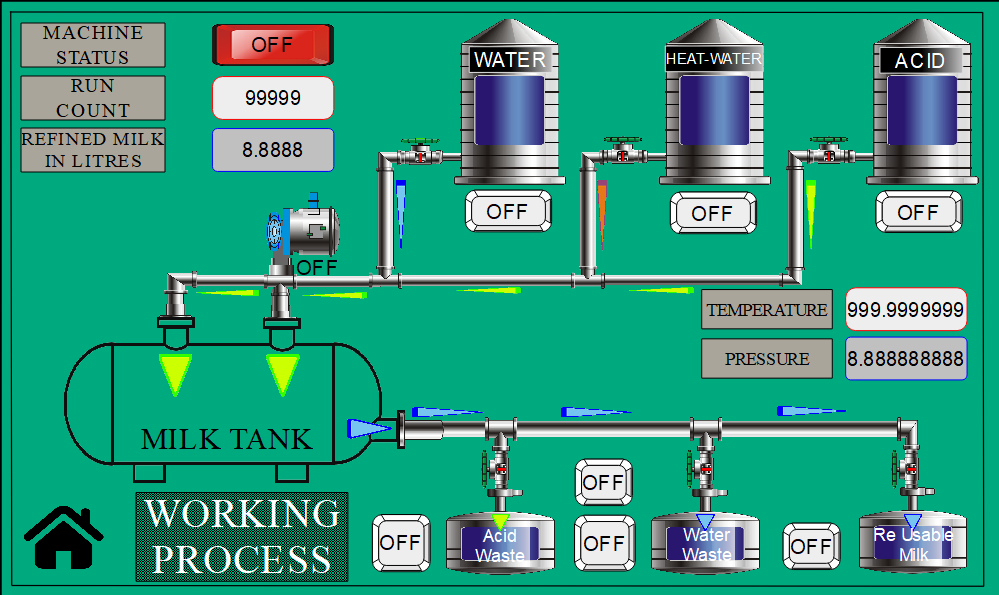 MACHINE
STATUS
OFF
RUN
COUNT
99999
REFINED MILK
IN LITRES
8.8888
WATER
HEAT-WATER
ACID
OFF
OFF
OFF
OFF
TEMPERATURE
999.9999999
PRESSURE
8.888888888
MILK TANK
WORKING
PROCESS
OFF
Acid
Waste
OFF
OFF
Water
Waste
OFF
Re Usable
Milk